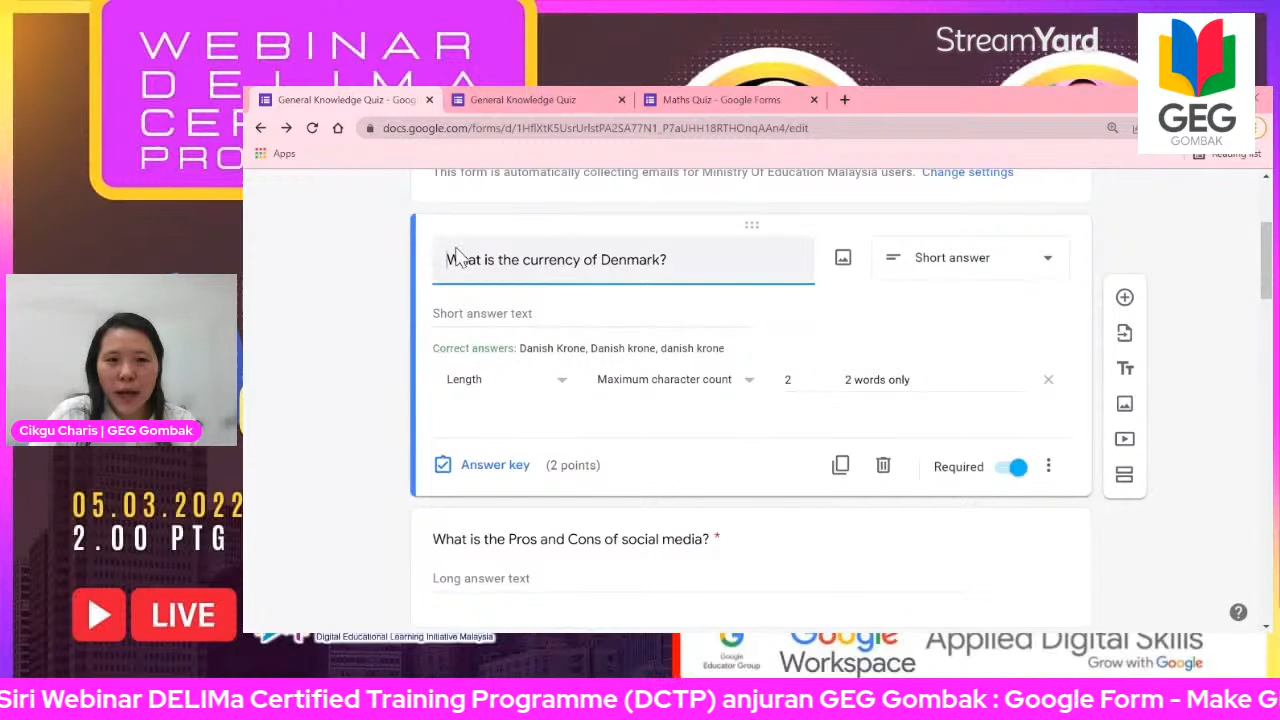 WEBINAR
DELIMA
CER
PRO
StreamYard
GEG
GOMBAK
General Knowledge Quiz - Goog
General Knowledge Quiz
Maths Quiz - Google Forms
docs.google.com/forms/d/1HflXtK5UsrUrlstPA2SA77N1_P7aUHH18RTHOnqAAn4/edit
Apps
Reading list
This form is automatically collecting emails for Ministry Of Education Malaysia users. Change settings
What is the currency of Denmark?
Short answer
Short answer text
Correct answers: Danish Krone, Danish krone, danish krone
Length
Maximum character count
2
2 words only
Answer key
(2 points)
Required
What is the Pros and Cons of social media? *
Long answer text
Cikgu Charis | GEG Gombak
05.03.2022
2.00 PTG
LIVE
Digital Educational Learning Initiative Malaysia
Google
Educator Group
Google
Workspace
Applied Digital Skills
Grow with Google
Siri Webinar DELIMa Certified Training Programme (DCTP) anjuran GEG Gombak : Google Form - Make G